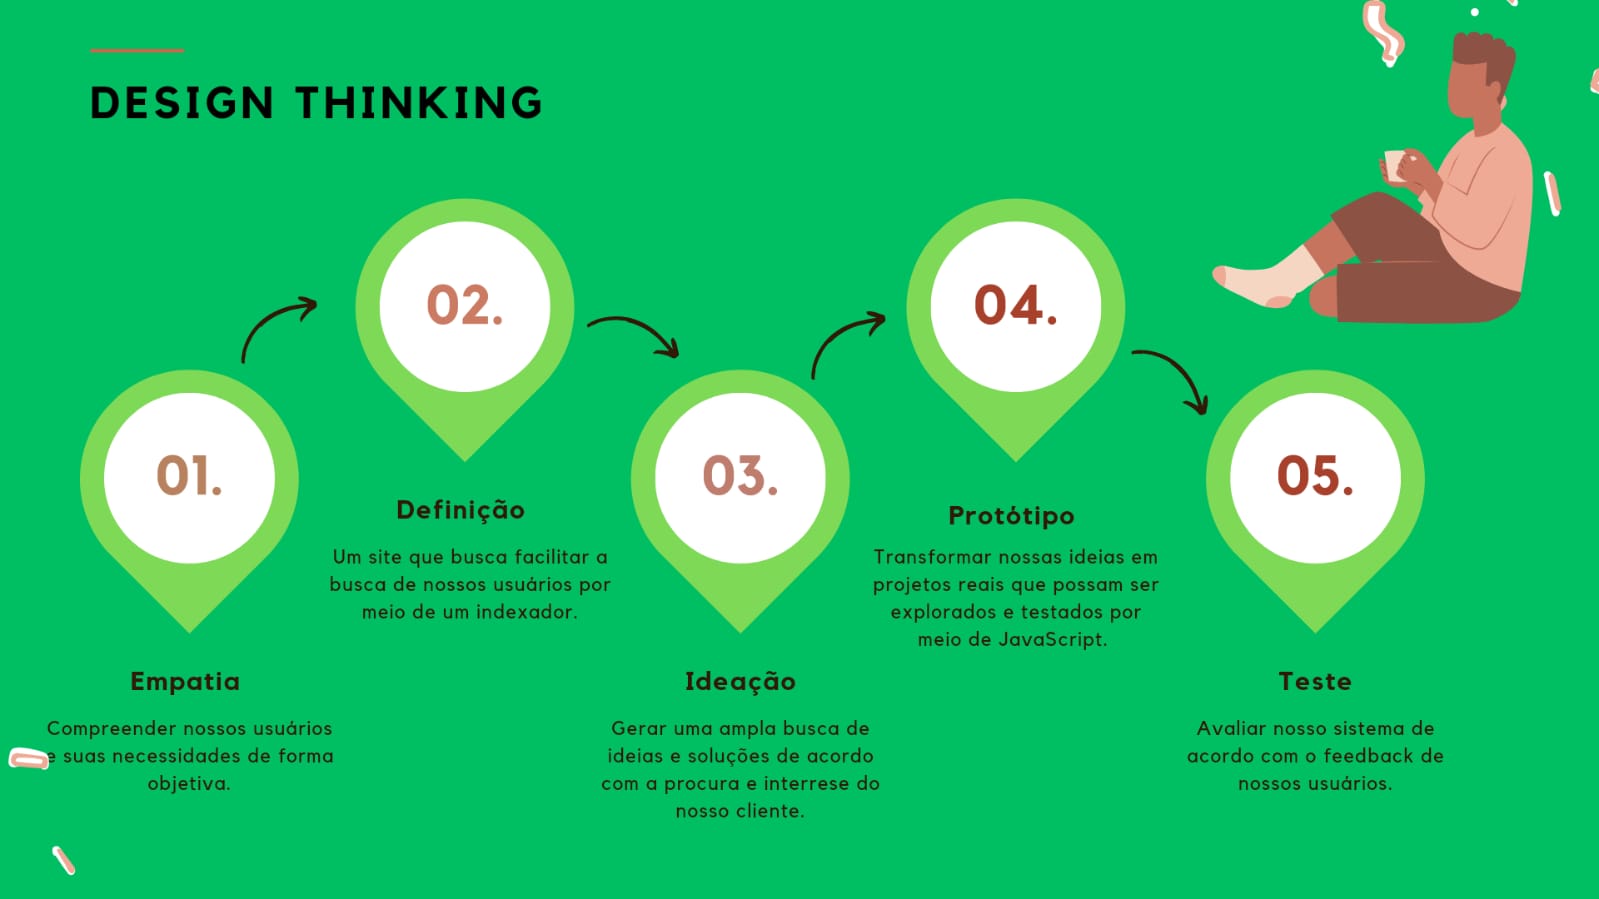 DESIGN THINKING
01.
Empatia
Compreender nossos usuários
e suas necessidades de forma
objetiva.
02.
Definição
Um site que busca facilitar a
busca de nossos usuários por
meio de um indexador.
03.
Ideação
Gerar uma ampla busca de
ideias e soluções de acordo
com a procura e interrese do
nosso cliente.
04.
Protótipo
Transformar nossas ideias em
projetos reais que possam ser
explorados e testados por
meio de JavaScript.
05.
Teste
Avaliar nosso sistema de
acordo com o feedback de
nossos usuários.